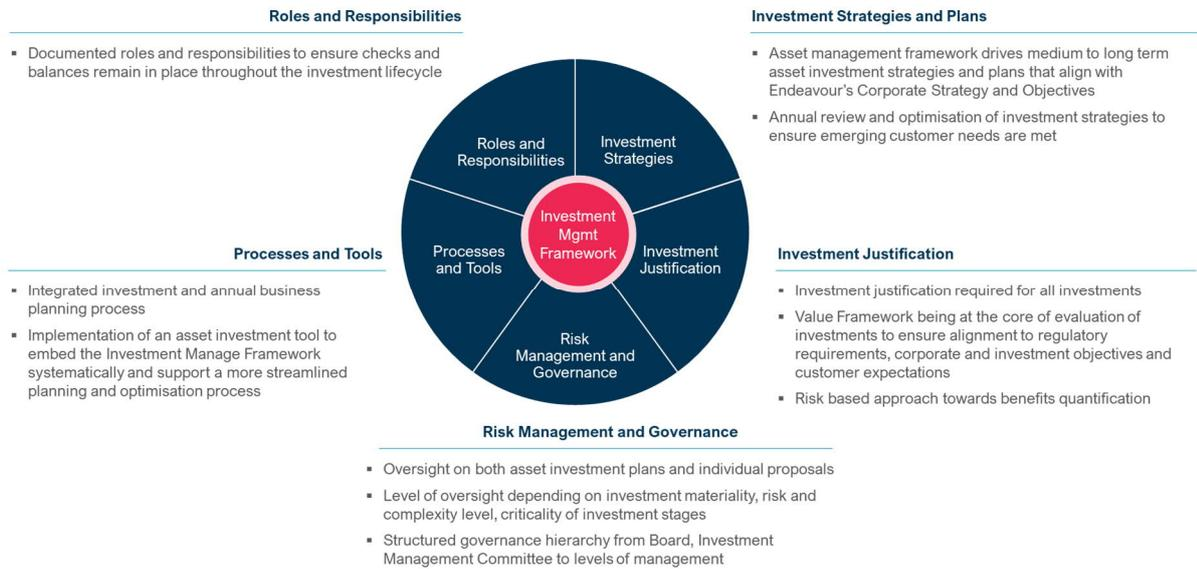 Roles and Responsibilities
▪ Documented roles and responsibilities to ensure checks and
balances remain in place throughout the investment lifecycle
Investment Strategies and Plans
▪ Asset management framework drives medium to long term
asset investment strategies and plans that align with
Endeavour's Corporate Strategy and Objectives
▪ Annual review and optimisation of investment strategies to
ensure emerging customer needs are met
Roles and
Responsibilities
Investment
Strategies
Investment
Mgmt
Framework
Processes
and Tools
Investment
Justification
Risk
Management and
Governance
Processes and Tools
▪ Integrated investment and annual business
planning process
▪ Implementation of an asset investment tool to
embed the Investment Manage Framework
systematically and support a more streamlined
planning and optimisation process
Investment Justification
▪ Investment justification required for all investments
▪ Value Framework being at the core of evaluation of
investments to ensure alignment to regulatory
requirements, corporate and investment objectives and
customer expectations
▪ Risk based approach towards benefits quantification
Risk Management and Governance
▪ Oversight on both asset investment plans and individual proposals
▪ Level of oversight depending on investment materiality, risk and
complexity level, criticality of investment stages
▪ Structured governance hierarchy from Board, Investment
Management Committee to levels of management